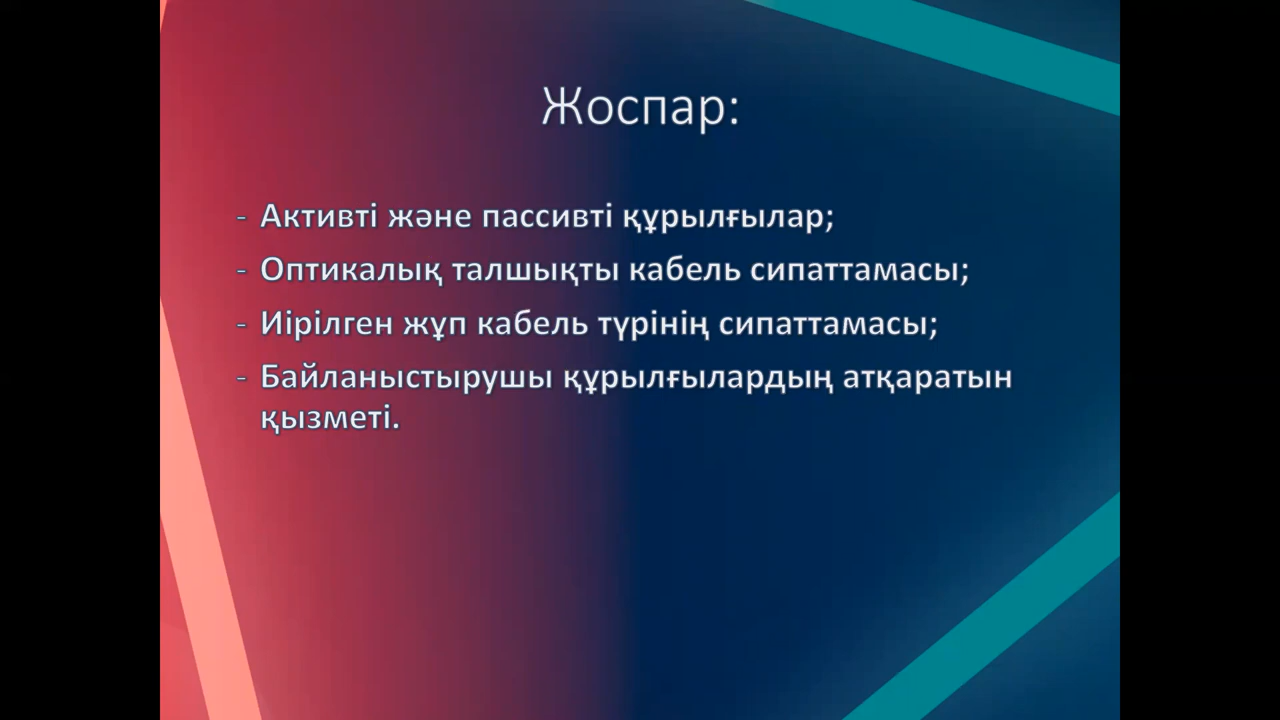 Жоспар:
- Активті және пассивті құрылғылар;
- Оптикалық талшықты кабель сипаттамасы;
- Иірілген жұп кабель түрінің сипаттамасы;
- Байланыстырушы құрылғылардың атқаратын
қызметі.